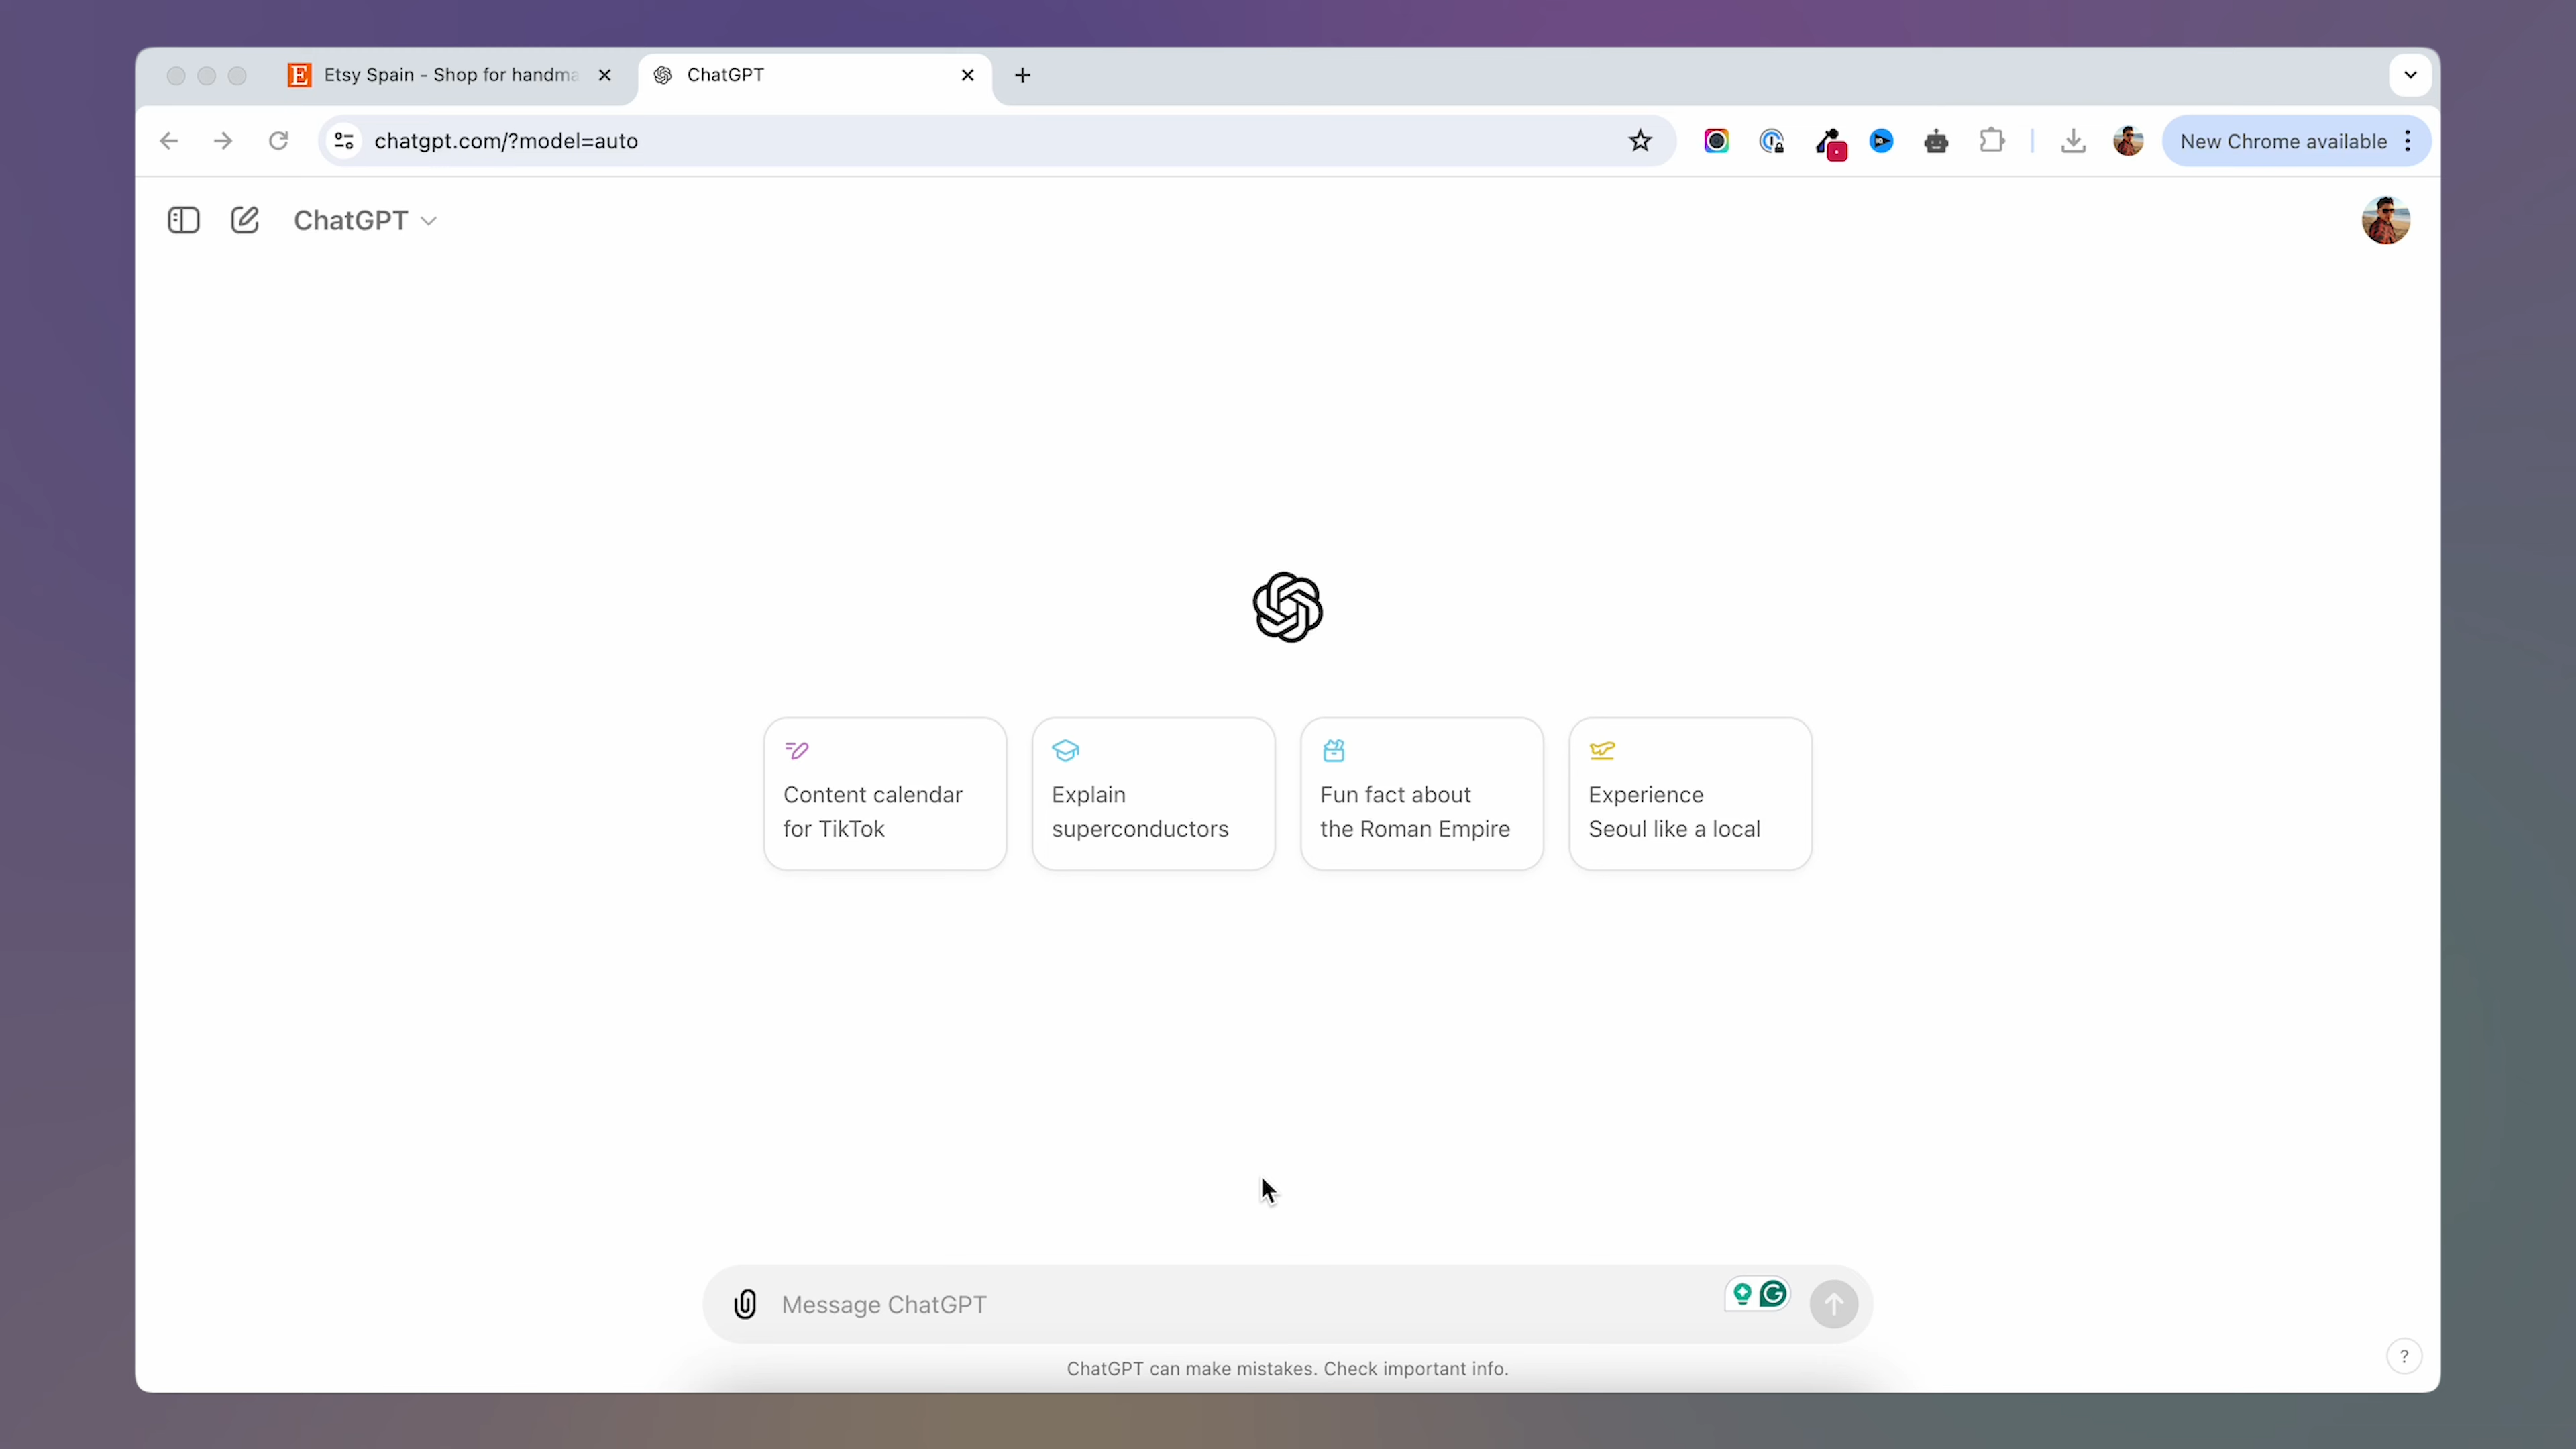 Etsy Spain - Shop for handma
ChatGPT
chatgpt.com/?model=auto
New Chrome available
ChatGPT
Content calendar
for TikTok
Explain
superconductors
Fun fact about
the Roman Empire
Experience
Seoul like a local
Message ChatGPT
ChatGPT can make mistakes. Check important info.
?